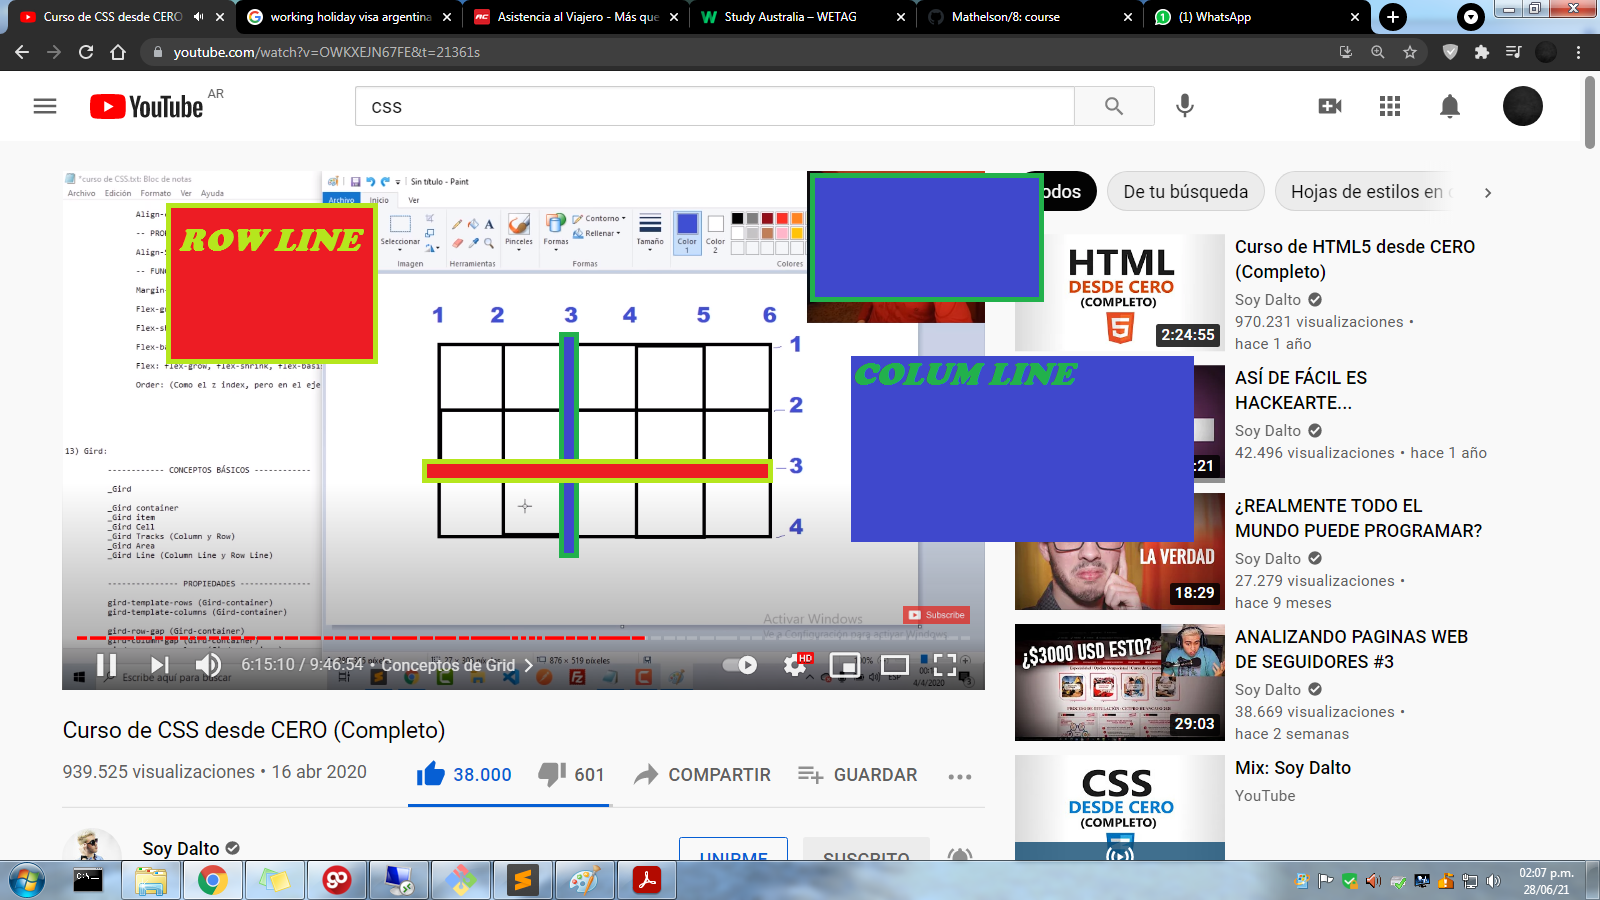 Curso de CSS desde CERO
working holiday visa argentina
Asistencia al Viajero - Más que
Study Australia – WETAG
Mathelson/8: course
(1) WhatsApp
youtube.com/watch?v=OWKXEJN67FE&t=21361s
YouTube AR
css
*curso de CSS.txt: Bloc de notas
Archivo Edición Formato Ver Ayuda
Sin título - Paint
Archivo Inicio Ver
Seleccionar
Imagen
Pinceles
Herramientas
Formas
Contorno
Rellenar
Formas
Tamaño
Color 1
Color 2
Colores
ROW LINE
Flex: flex-grow, flex-shrink, flex-basis
Order: (Como el z index, pero en el eje
13) Gird:
------------ CONCEPTOS BÁSICOS ------------
_Gird
_Gird container
_Gird item
_Gird Cell
_Gird Tracks (Column y Row)
_Gird Area
_Gird Line (Column Line y Row Line)
--------------- PROPIEDADES ---------------
gird-template-rows (Gird-container)
gird-template-columns (Gird-container)
gird-row-gap (Gird-container)
gird-column-gap (Gird-container)
1 2 3 4 5 6
1
2
3
4
COLUM LINE
Activar Windows
Ve a Configuración para activar Windows
Subscribe
876 × 519 píxeles
6:15:10 / 9:46:54 • Conceptos de Grid
HD
Escribe aquí para buscar
ESP
4/4/2020
Curso de CSS desde CERO (Completo)
939.525 visualizaciones • 16 abr 2020
38.000
601
COMPARTIR
GUARDAR
Soy Dalto
UNIRME
SUSCRITO
odos
De tu búsqueda
Hojas de estilos en
HTML
DESDE CERO
(COMPLETO)
2:24:55
Curso de HTML5 desde CERO
(Completo)
Soy Dalto
970.231 visualizaciones •
hace 1 año
:21
ASÍ DE FÁCIL ES
HACKEARTE...
Soy Dalto
42.496 visualizaciones • hace 1 año
LA VERDAD
18:29
¿REALMENTE TODO EL
MUNDO PUEDE PROGRAMAR?
Soy Dalto
27.279 visualizaciones •
hace 9 meses
¿$3000 USD ESTO?
29:03
ANALIZANDO PAGINAS WEB
DE SEGUIDORES #3
Soy Dalto
38.669 visualizaciones •
hace 2 semanas
CSS
DESDE CERO
(COMPLETO)
Mix: Soy Dalto
YouTube
02:07 p.m.
28/06/21